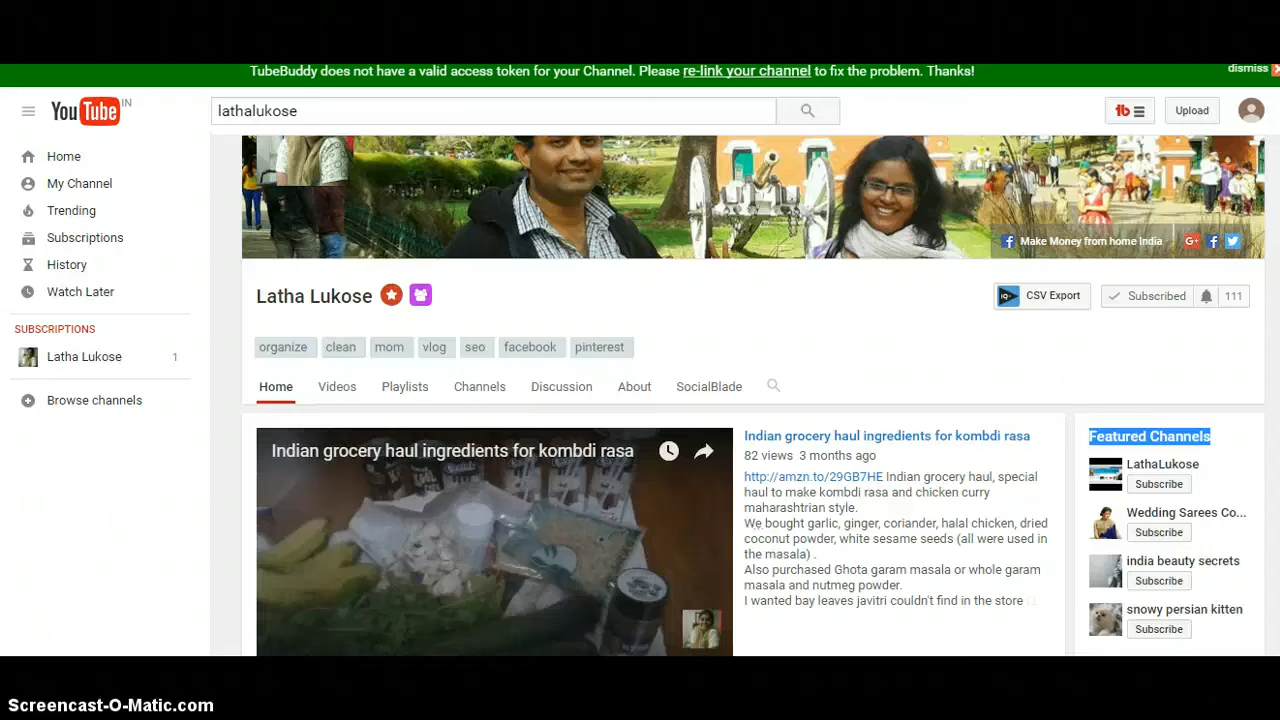 TubeBuddy does not have a valid access token for your Channel. Please re-link your channel to fix the problem. Thanks!
dismiss
YouTube IN
lathalukose
tb
Upload
Home
My Channel
Trending
Subscriptions
History
Watch Later
SUBSCRIPTIONS
Latha Lukose 1
Browse channels
Make Money from home India
G+
Latha Lukose
IQ
CSV Export
Subscribed 111
organize clean mom vlog seo facebook pinterest
Home Videos Playlists Channels Discussion About SocialBlade
Indian grocery haul ingredients for kombdi rasa
Indian grocery haul ingredients for kombdi rasa
82 views 3 months ago
http://amzn.to/29GB7HE Indian grocery haul, special
haul to make kombdi rasa and chicken curry
maharashtrian style.
We bought garlic, ginger, coriander, halal chicken, dried
coconut powder, white sesame seeds (all were used in
the masala) .
Also purchased Ghota garam masala or whole garam
masala and nutmeg powder.
I wanted bay leaves javitri couldn't find in the store
Featured Channels
LathaLukose
Subscribe
Wedding Sarees Co...
Subscribe
india beauty secrets
Subscribe
snowy persian kitten
Subscribe
Screencast-O-Matic.com